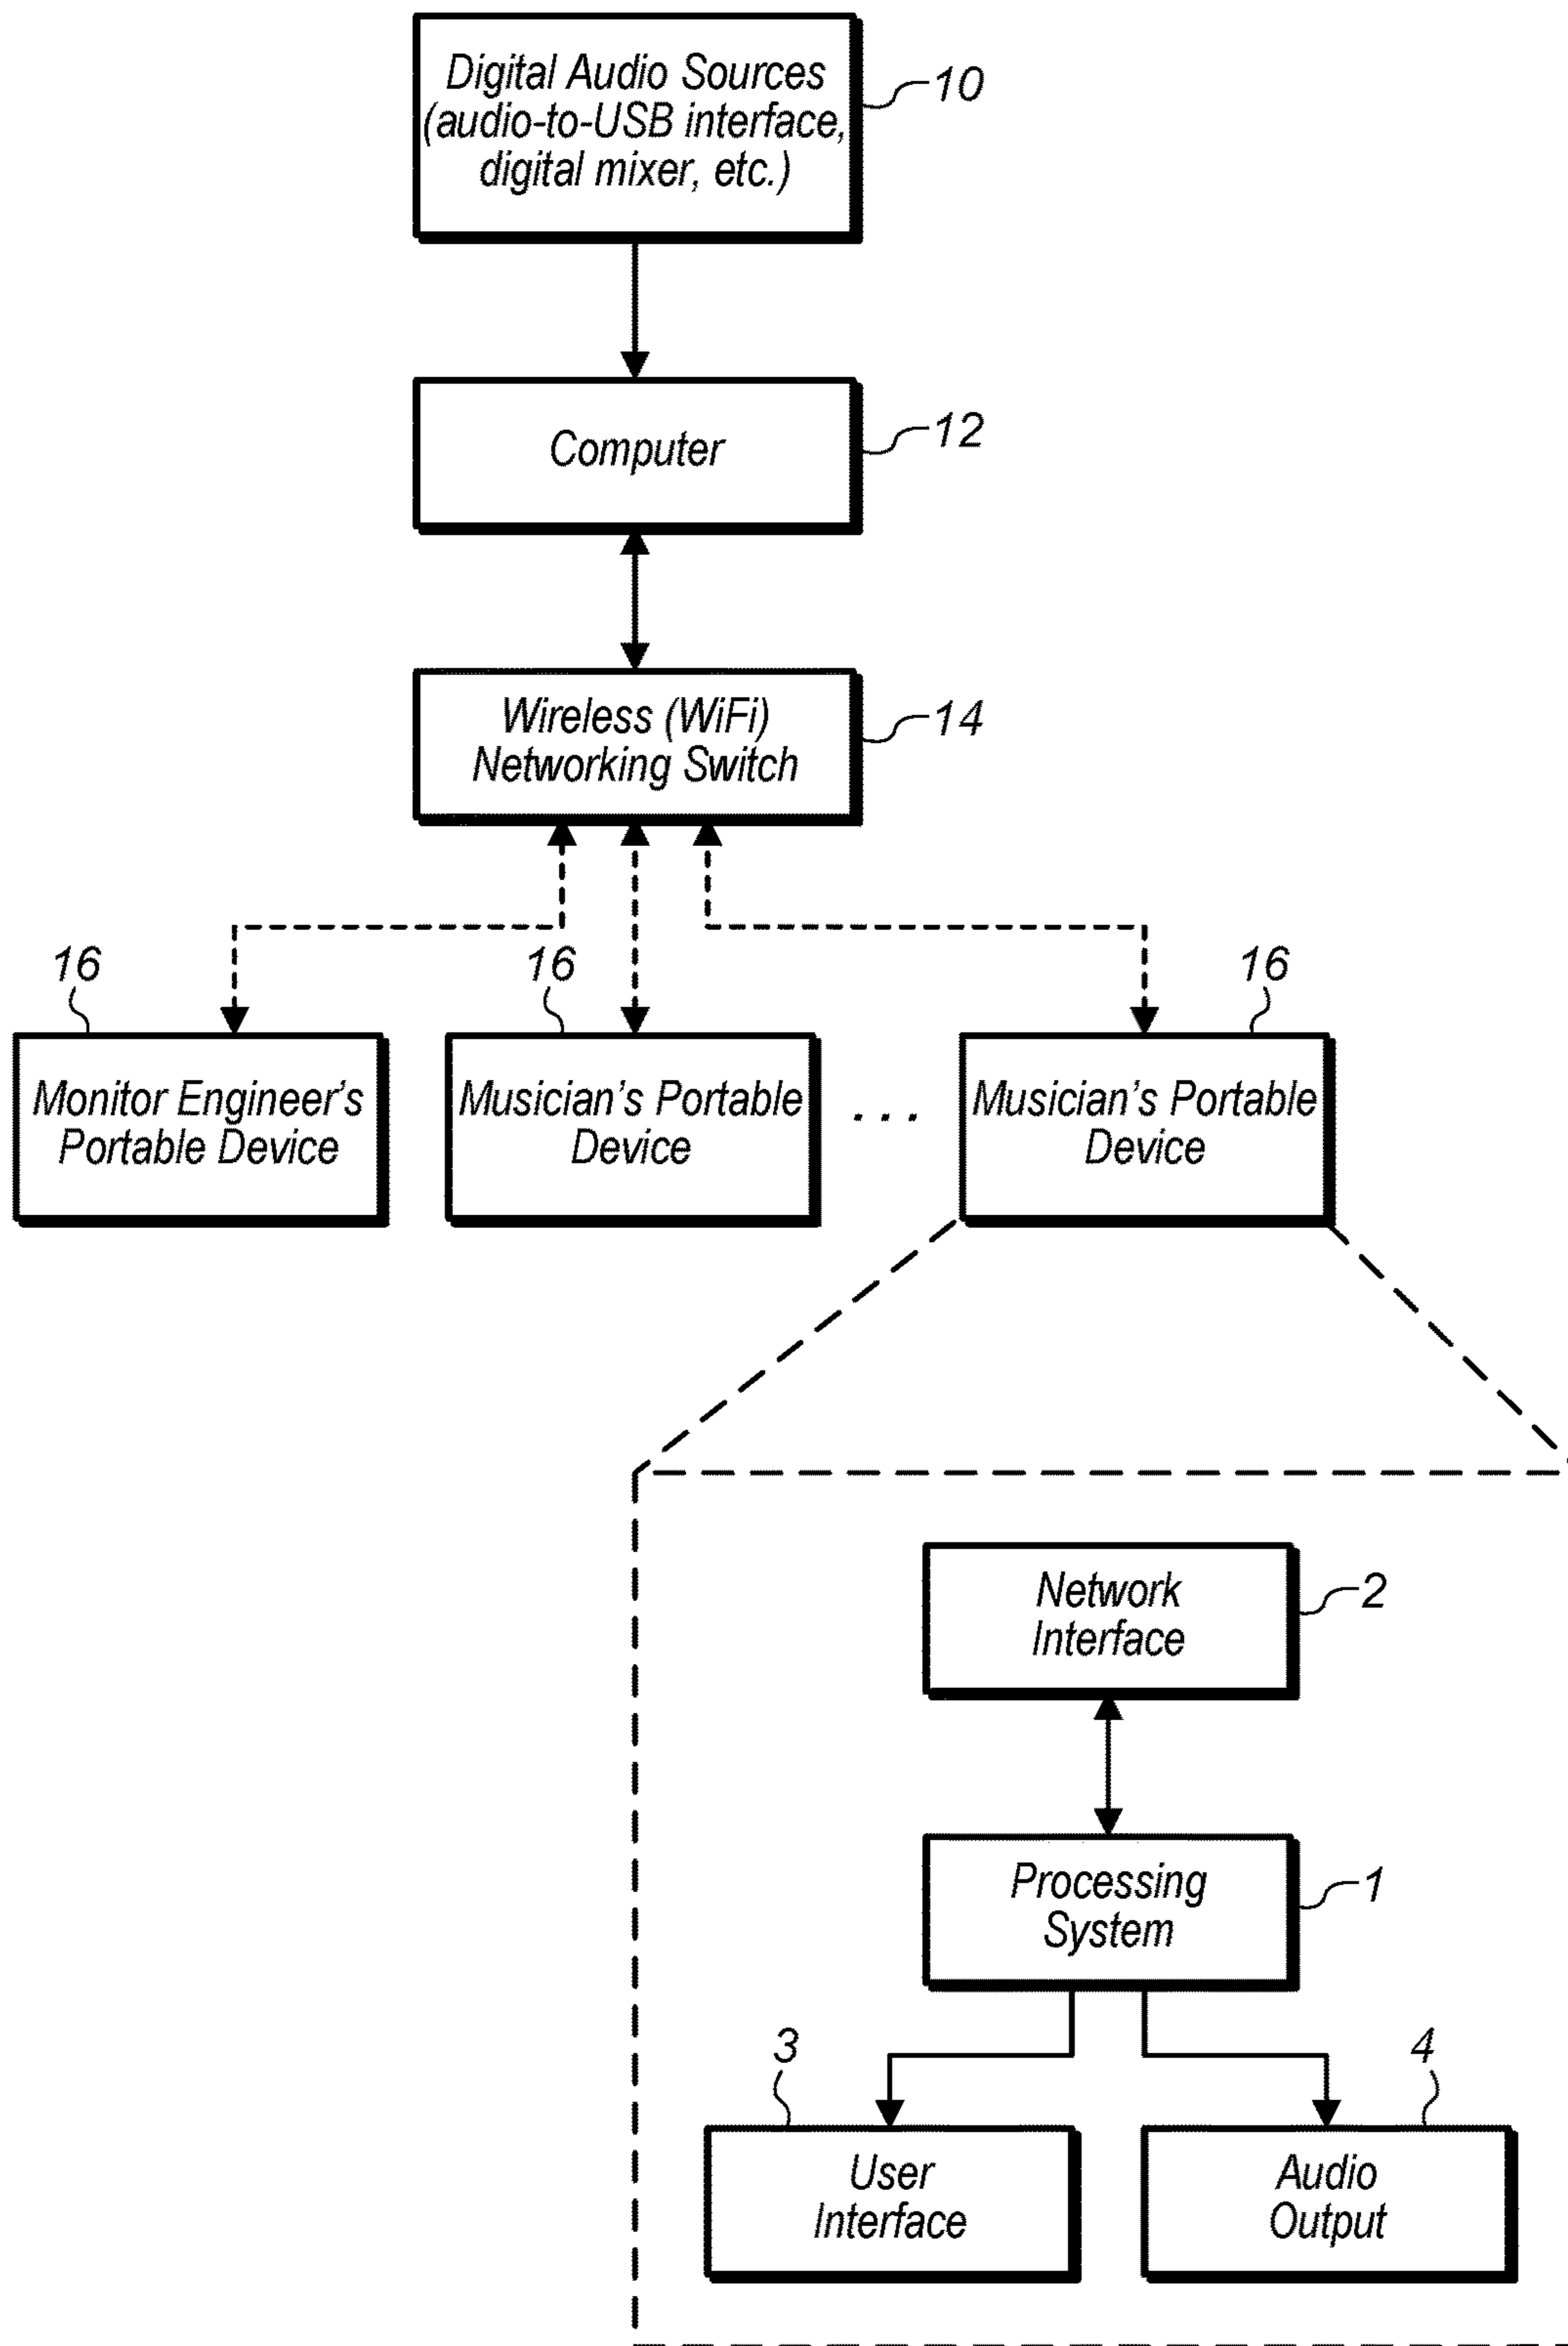 Digital Audio Sources
(audio-to-USB interface,
digital mixer, etc.)
10
Computer
12
Wireless (WiFi)
Networking Switch
14
16
16
16
Monitor Engineer's
Portable Device
Musician's Portable
Device
...
Musician's Portable
Device
Network
Interface
2
Processing
System
1
3
4
User
Interface
Audio
Output